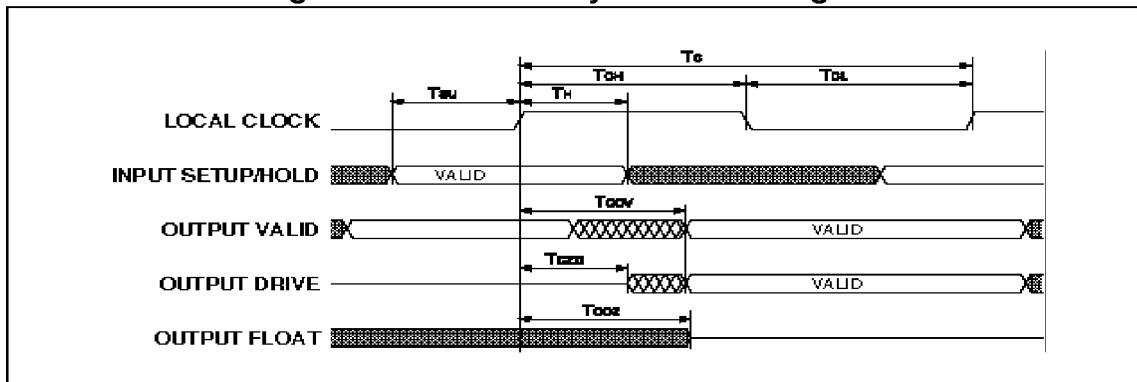 TC
TCH TCL
TSU TH
LOCAL CLOCK
INPUT SETUP/HOLD VALID
TCOV
OUTPUT VALID VALID
TCZO
OUTPUT DRIVE VALID
TCOZ
OUTPUT FLOAT